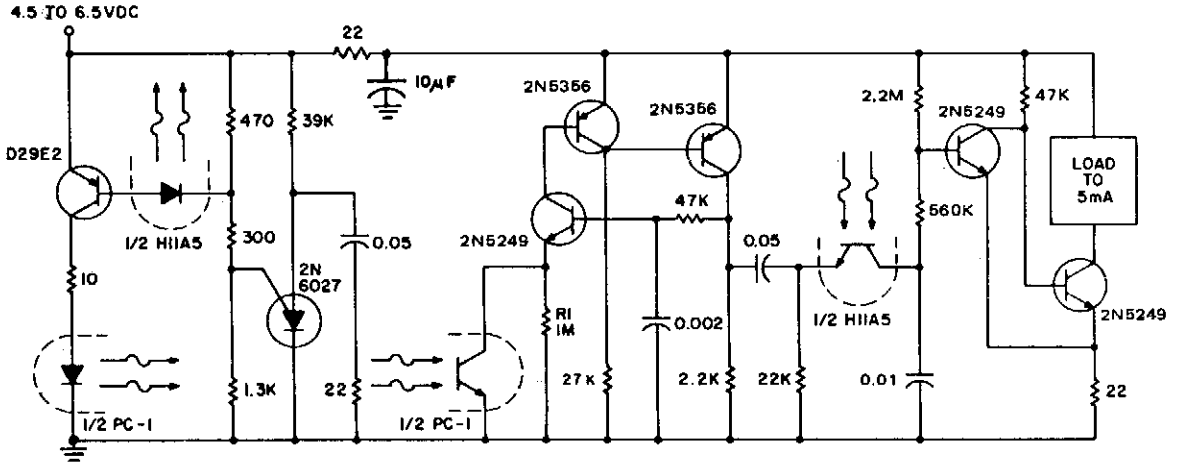 4.5 TO 6.5VDC
22
10μF
2N5356
2N5356
2.2M
2N5249
47K
470
39K
D29E2
LOAD
TO
5mA
47K
560K
1/2 H11A5
300
0.05
2N5249
0.05
10
2N
6027
R1
1M
0.002
1/2 H11A5
2N5249
1.3K
22
27K
2.2K
22K
0.01
22
1/2 PC-1
1/2 PC-1